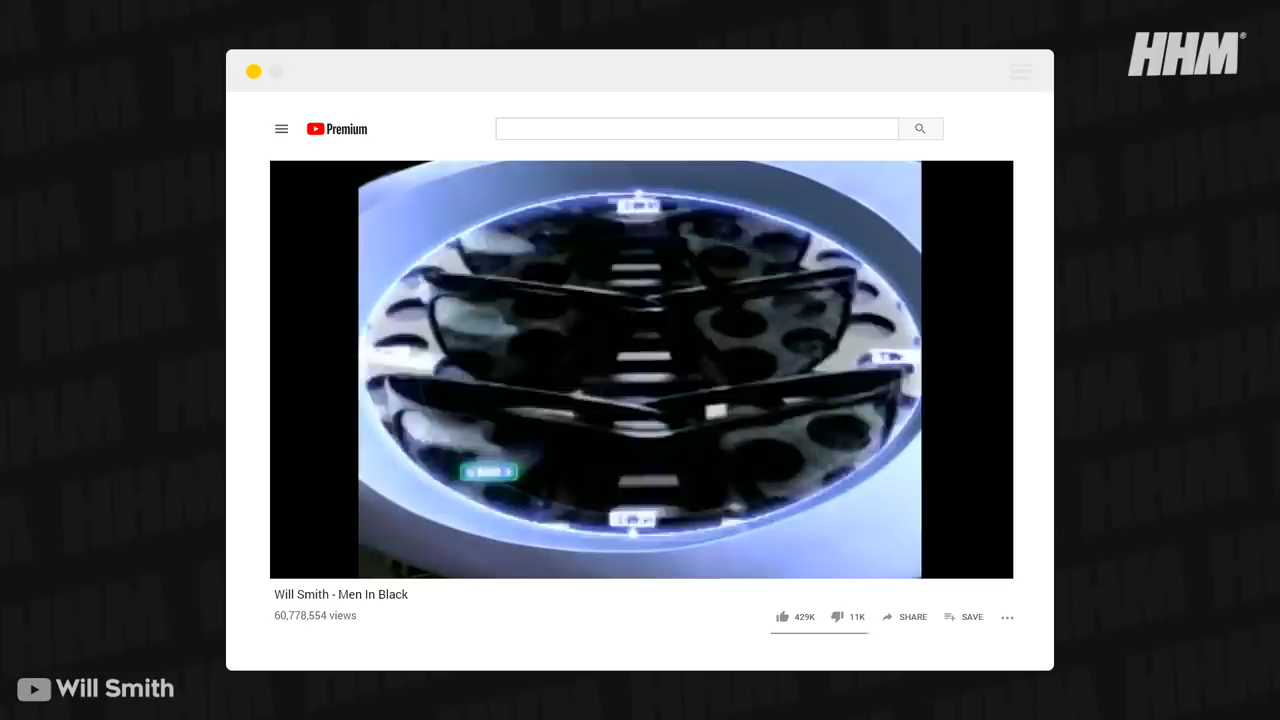 HHM®
Premium
Will Smith - Men In Black
60,778,554 views
429K
11K
SHARE
SAVE
Will Smith